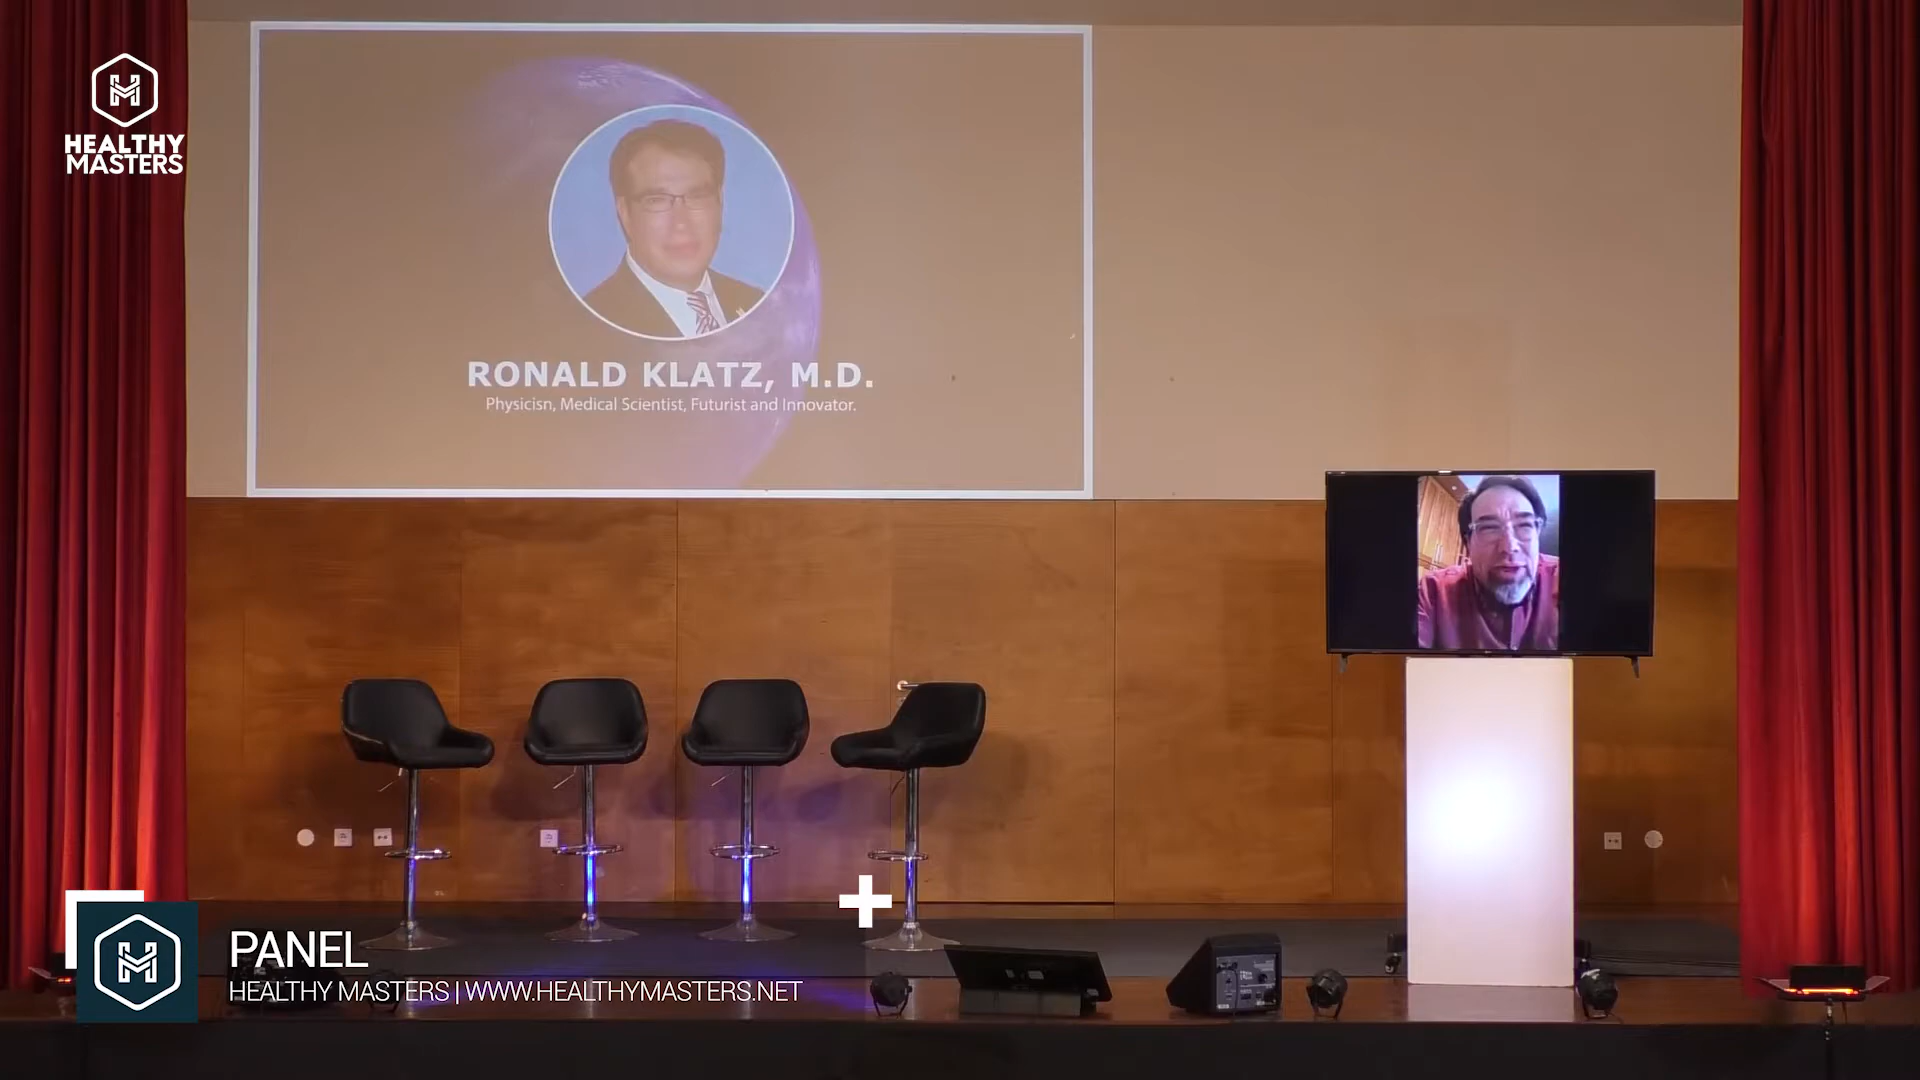 HEALTHY
MASTERS
RONALD KLATZ, M.D.
Physicisn, Medical Scientist, Futurist and Innovator.
PANEL
HEALTHY MASTERS | WWW.HEALTHYMASTERS.NET